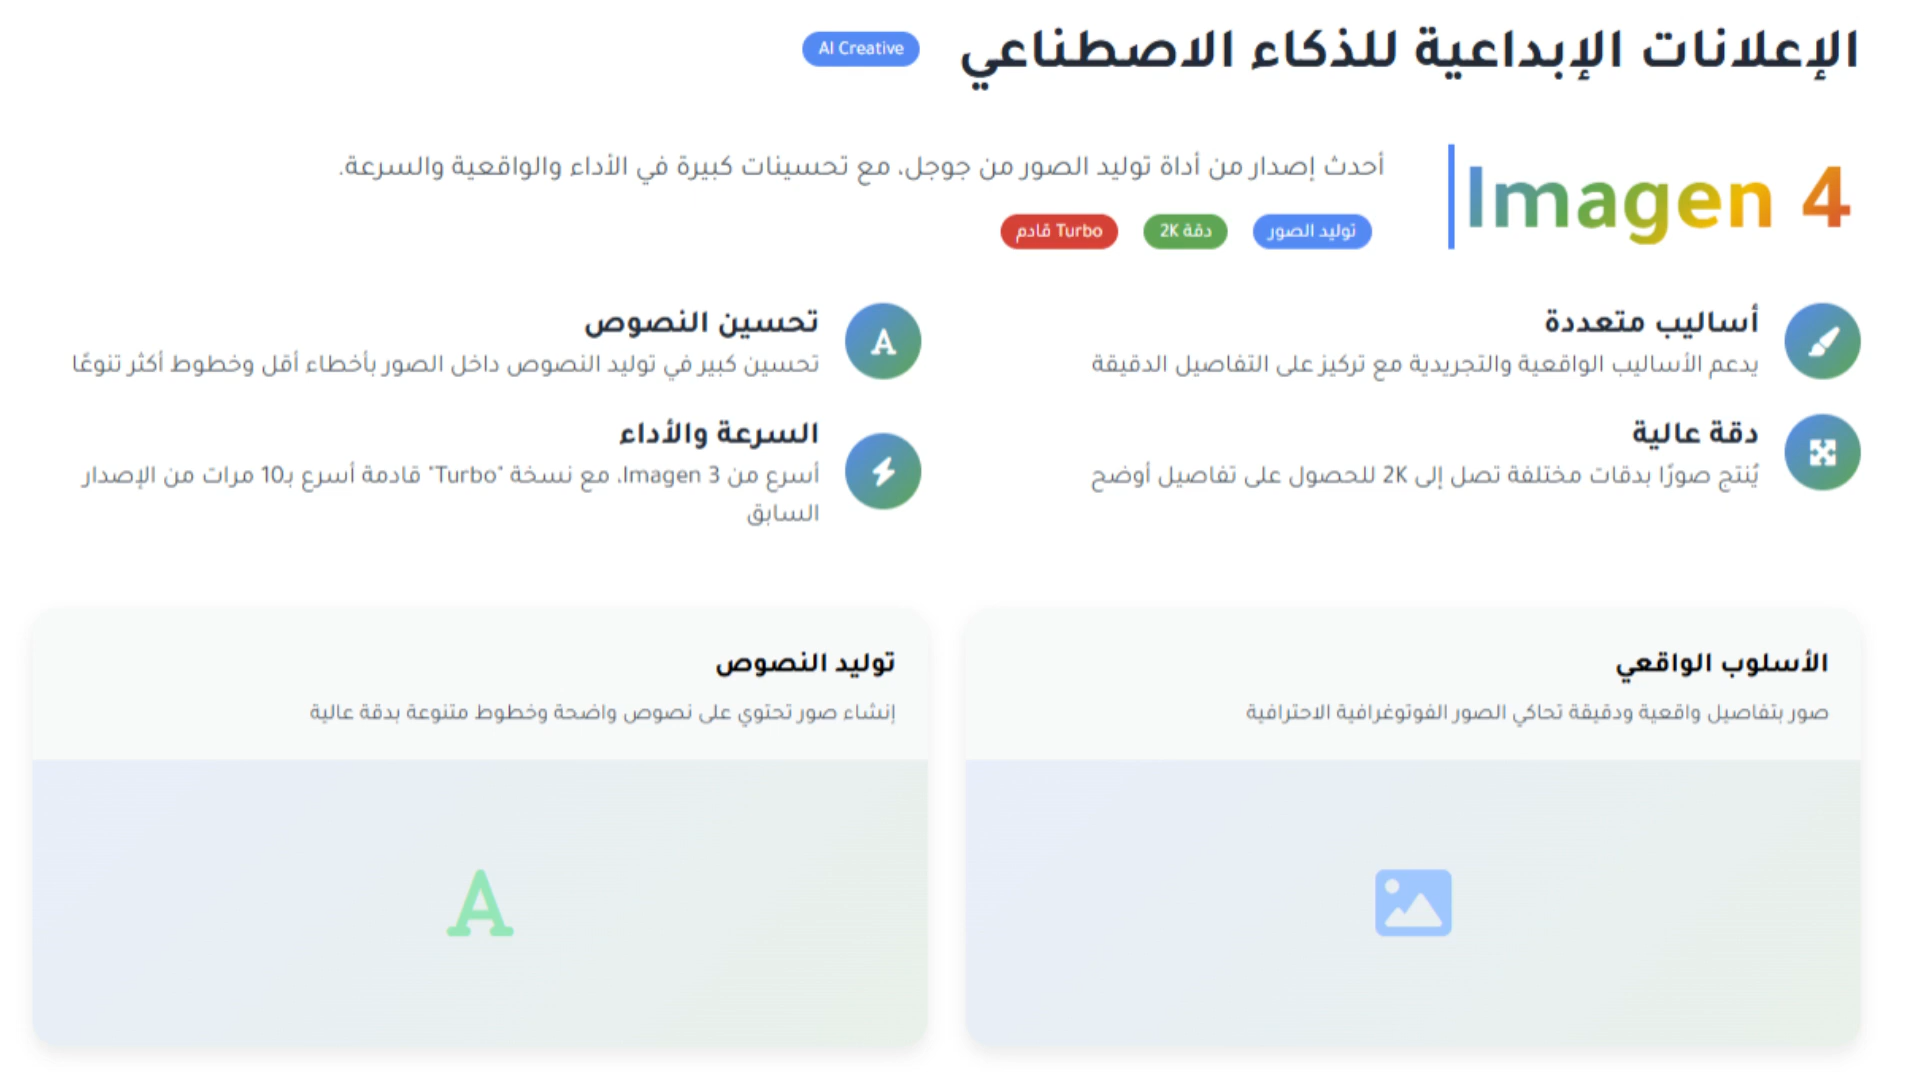 الإعلانات الإبداعية للذكاء الاصطناعي
AI Creative
Imagen 4
أحدث إصدار من أداة توليد الصور من جوجل، مع تحسينات كبيرة في الأداء والواقعية والسرعة.
توليد الصور
دقة 2K
Turbo قادم
أساليب متعددة
يدعم الأساليب الواقعية والتجريدية مع تركيز على التفاصيل الدقيقة
تحسين النصوص
تحسين كبير في توليد النصوص داخل الصور بأخطاء أقل وخطوط أكثر تنوعًا
دقة عالية
يُنتج صورًا بدقات مختلفة تصل إلى 2K للحصول على تفاصيل أوضح
السرعة والأداء
أسرع من Imagen 3، مع نسخة "Turbo" قادمة أسرع بـ10 مرات من الإصدار
السابق
الأسلوب الواقعي
صور بتفاصيل واقعية ودقيقة تحاكي الصور الفوتوغرافية الاحترافية
توليد النصوص
إنشاء صور تحتوي على نصوص واضحة وخطوط متنوعة بدقة عالية